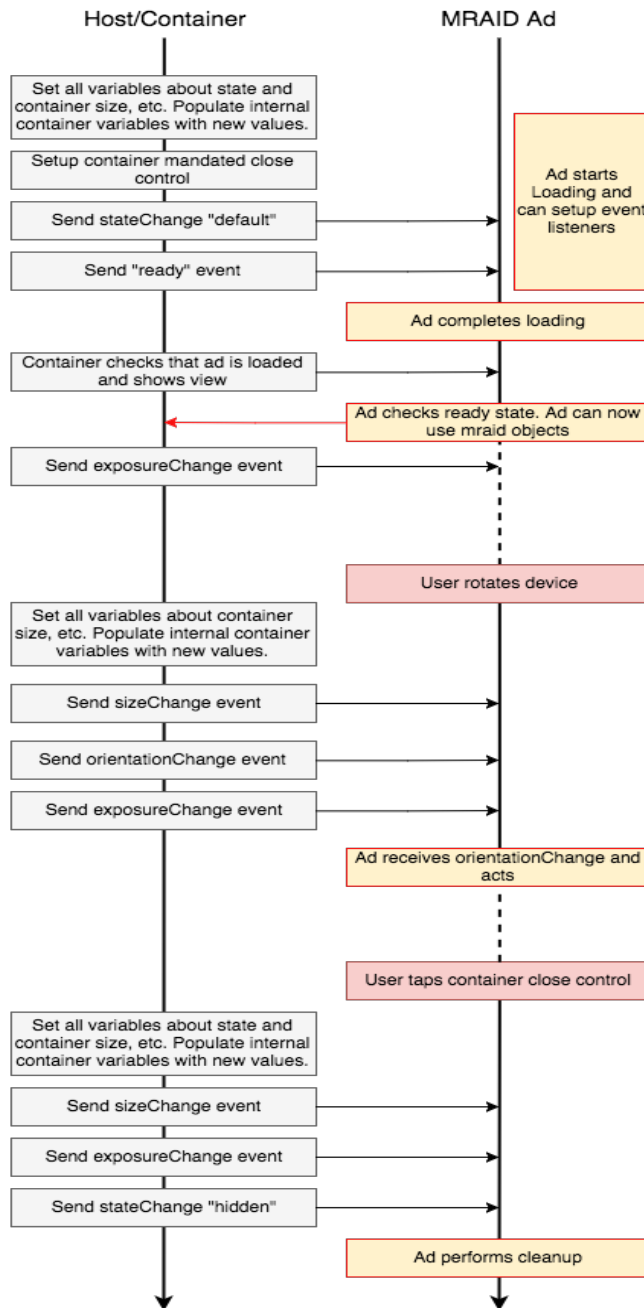 Host/Container
MRAID Ad
Set all variables about state and
container size, etc. Populate internal
container variables with new values.
Ad starts
Loading and
can setup event
listeners
Setup container mandated close
control
Send stateChange "default"
Send "ready" event
Ad completes loading
Container checks that ad is loaded
and shows view
Ad checks ready state. Ad can now
use mraid objects
Send exposureChange event
User rotates device
Set all variables about container
size, etc. Populate internal container
variables with new values.
Send sizeChange event
Send orientationChange event
Send exposureChange event
Ad receives orientationChange and
acts
User taps container close control
Set all variables about state and
container size, etc. Populate internal
container variables with new values.
Send sizeChange event
Send exposureChange event
Send stateChange "hidden"
Ad performs cleanup